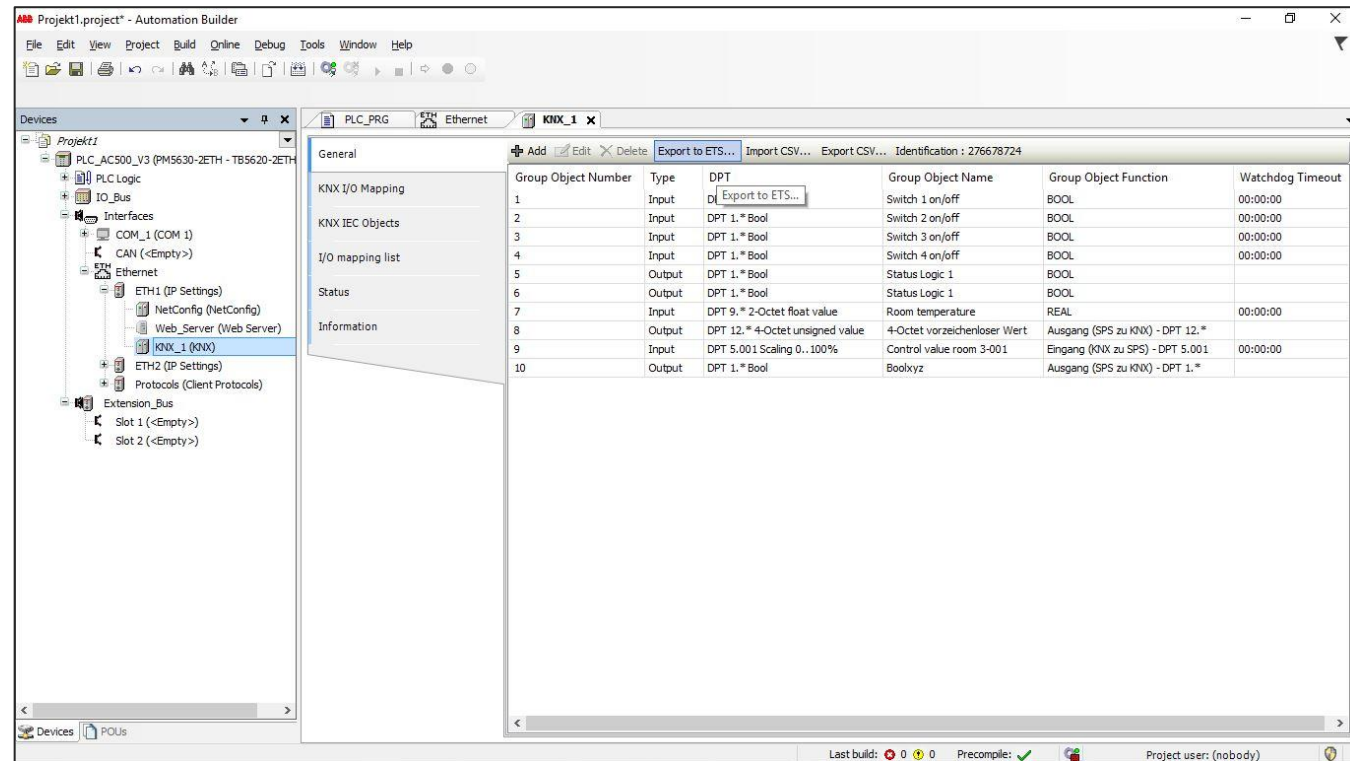 ABB Projekt1.project* - Automation Builder
File Edit View Project Build Online Debug Tools Window Help
Devices
Projekt1
PLC_AC500_V3 (PM5630-2ETH - TB5620-2ETH
PLC Logic
IO_Bus
Interfaces
COM_1 (COM 1)
CAN (<Empty>)
ETH Ethernet
ETH1 (IP Settings)
NetConfig (NetConfig)
Web_Server (Web Server)
KNX_1 (KNX)
ETH2 (IP Settings)
Protocols (Client Protocols)
Extension_Bus
Slot 1 (<Empty>)
Slot 2 (<Empty>)
Devices POUs
PLC_PRG ETH Ethernet KNX_1
General
KNX I/O Mapping
KNX IEC Objects
I/O mapping list
Status
Information
Add Edit Delete Export to ETS... Import CSV... Export CSV... Identification : 276678724
Group Object Number Type DPT Group Object Name Group Object Function Watchdog Timeout
1 Input Export to ETS... Switch 1 on/off BOOL 00:00:00
2 Input DPT 1.* Bool Switch 2 on/off BOOL 00:00:00
3 Input DPT 1.* Bool Switch 3 on/off BOOL 00:00:00
4 Input DPT 1.* Bool Switch 4 on/off BOOL 00:00:00
5 Output DPT 1.* Bool Status Logic 1 BOOL
6 Output DPT 1.* Bool Status Logic 1 BOOL
7 Input DPT 9.* 2-Octet float value Room temperature REAL 00:00:00
8 Output DPT 12.* 4-Octet unsigned value 4-Octet vorzeichenloser Wert Ausgang (SPS zu KNX) - DPT 12.*
9 Input DPT 5.001 Scaling 0..100% Control value room 3-001 Eingang (KNX zu SPS) - DPT 5.001 00:00:00
10 Output DPT 1.* Bool Boolxyz Ausgang (SPS zu KNX) - DPT 1.*
Last build: 0 0 Precompile: Project user: (nobody)